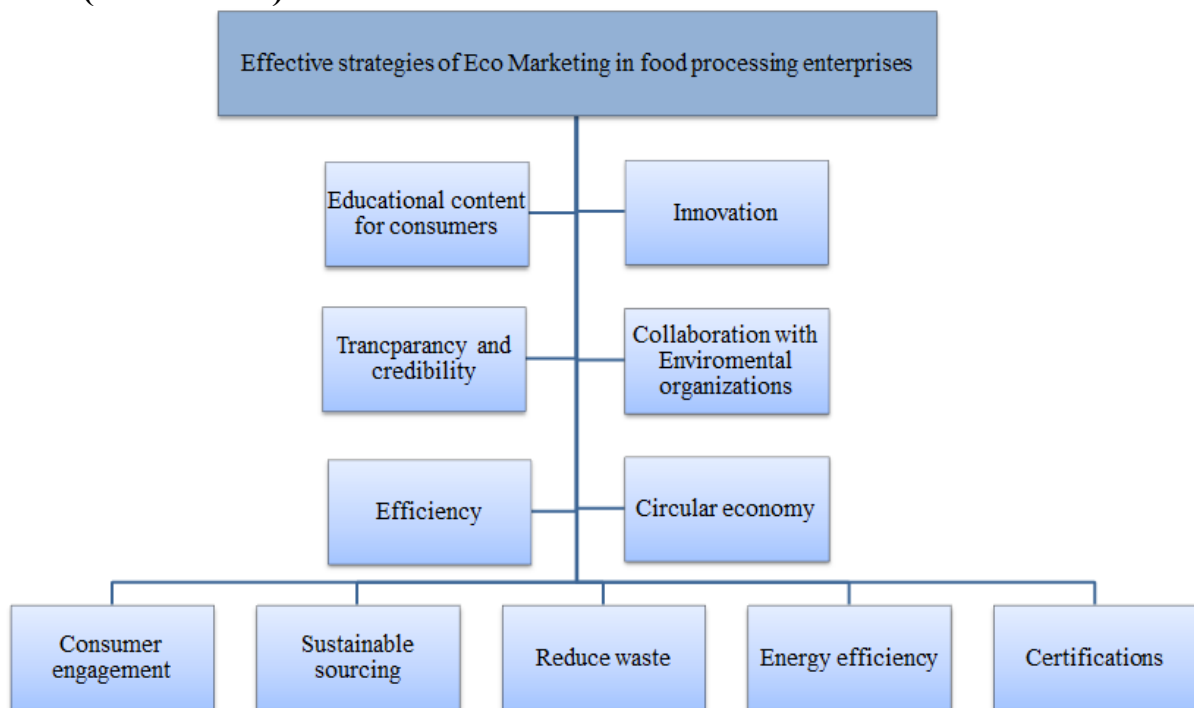 Effective strategies of Eco Marketing in food processing enterprises
Educational content
for consumers
Innovation
Trancparancy and
credibility
Collaboration with
Enviromental
organizations
Efficiency
Circular economy
Consumer
engagement
Sustainable
sourcing
Reduce waste
Energy efficiency
Certifications